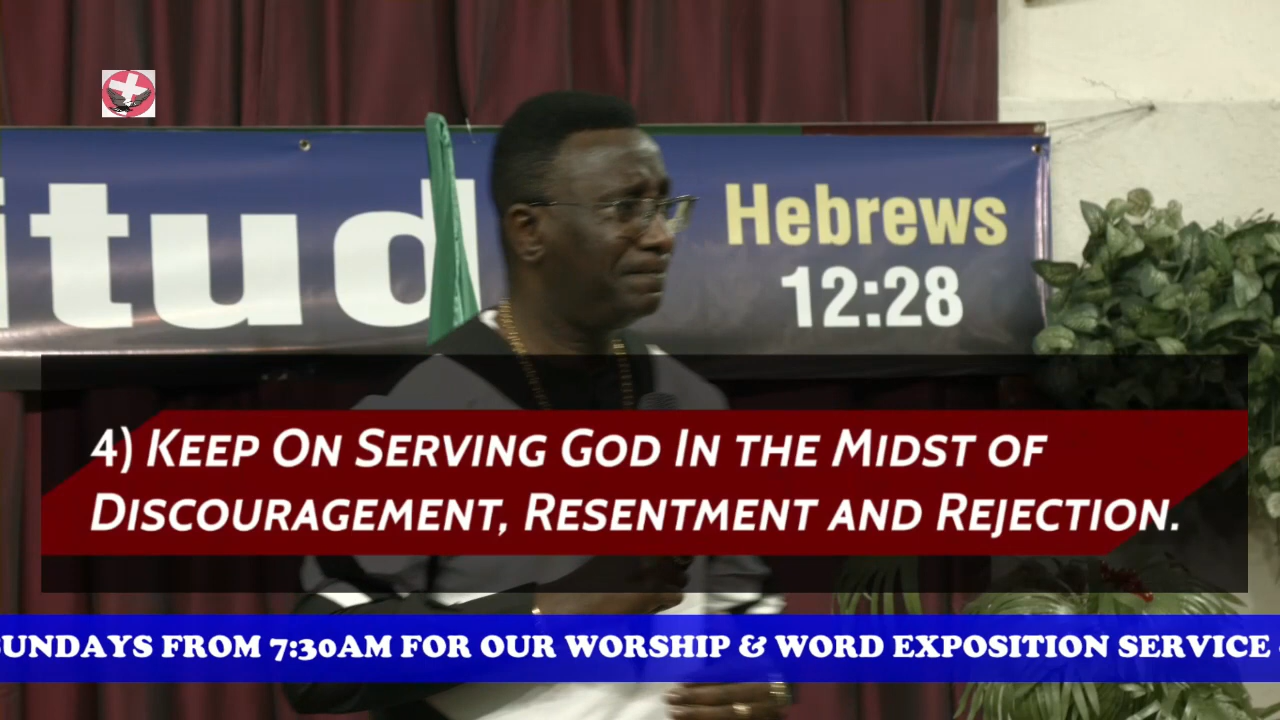 itud
Hebrews
12:28
4) KEEP ON SERVING GOD IN THE MIDST OF
DISCOURAGEMENT, RESENTMENT AND REJECTION.
SUNDAYS FROM 7:30AM FOR OUR WORSHIP & WORD EXPOSITION SERVICE